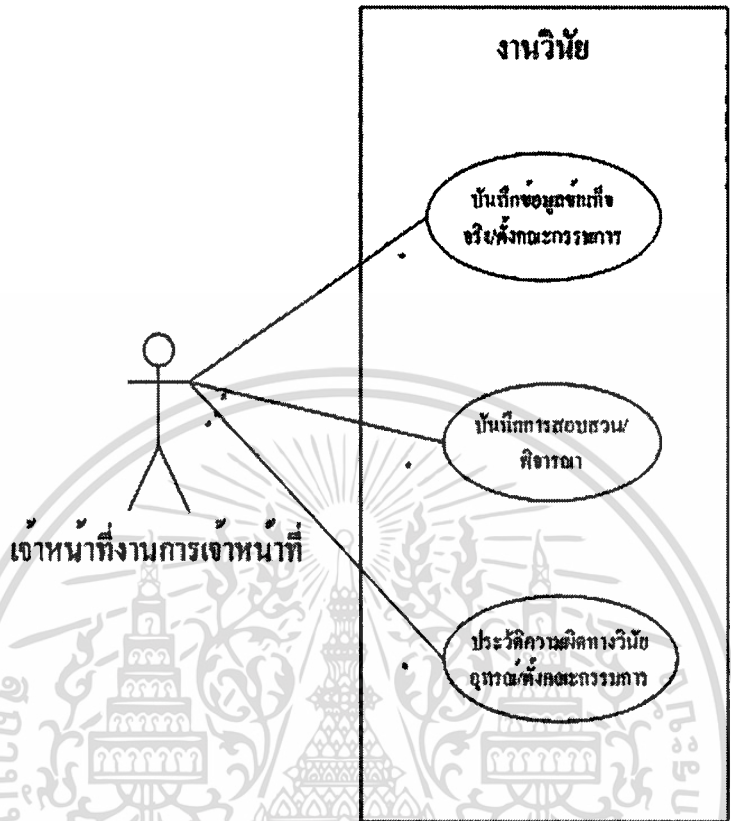 งานวินัย
บันทึกข้อมูลข้อเท็จ
จริง/ตั้งคณะกรรมการ
บันทึกการสอบสวน/
พิจารณา
เจ้าหน้าที่งานการเจ้าหน้าที่
ประวัติความผิดทางวินัย
อุทธรณ์/ตั้งคณะกรรมการ